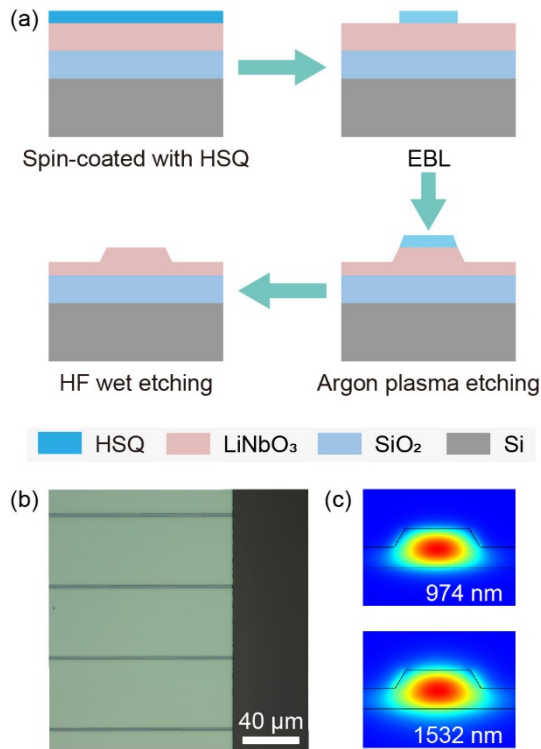 (a)
Spin-coated with HSQ
EBL
HF wet etching
Argon plasma etching
HSQ LiNbO₃ SiO₂ Si
(b)
(c)
974 nm
40 µm
1532 nm